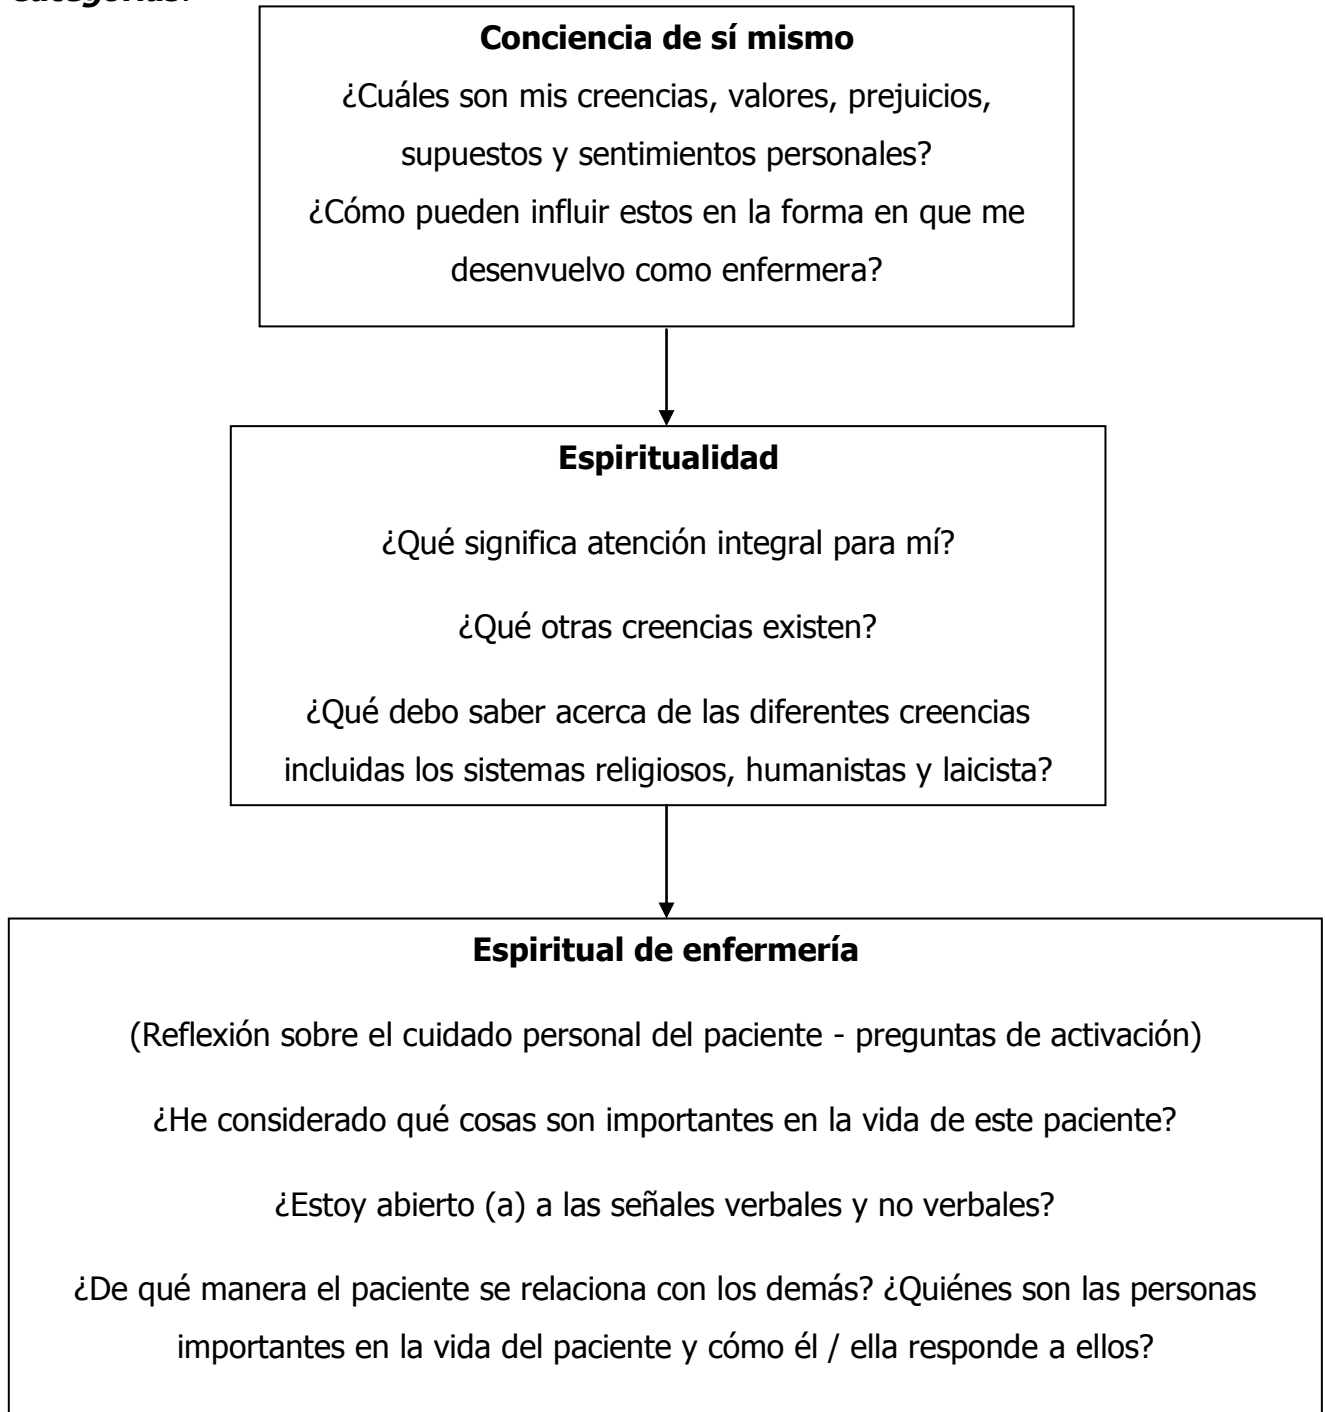 categorías.
Conciencia de sí mismo
¿Cuáles son mis creencias, valores, prejuicios,
supuestos y sentimientos personales?
¿Cómo pueden influir estos en la forma en que me
desenvuelvo como enfermera?
Espiritualidad
¿Qué significa atención integral para mí?
¿Qué otras creencias existen?
¿Qué debo saber acerca de las diferentes creencias
incluidas los sistemas religiosos, humanistas y laicista?
Espiritual de enfermería
(Reflexión sobre el cuidado personal del paciente - preguntas de activación)
¿He considerado qué cosas son importantes en la vida de este paciente?
¿Estoy abierto (a) a las señales verbales y no verbales?
¿De qué manera el paciente se relaciona con los demás? ¿Quiénes son las personas
importantes en la vida del paciente y cómo él / ella responde a ellos?